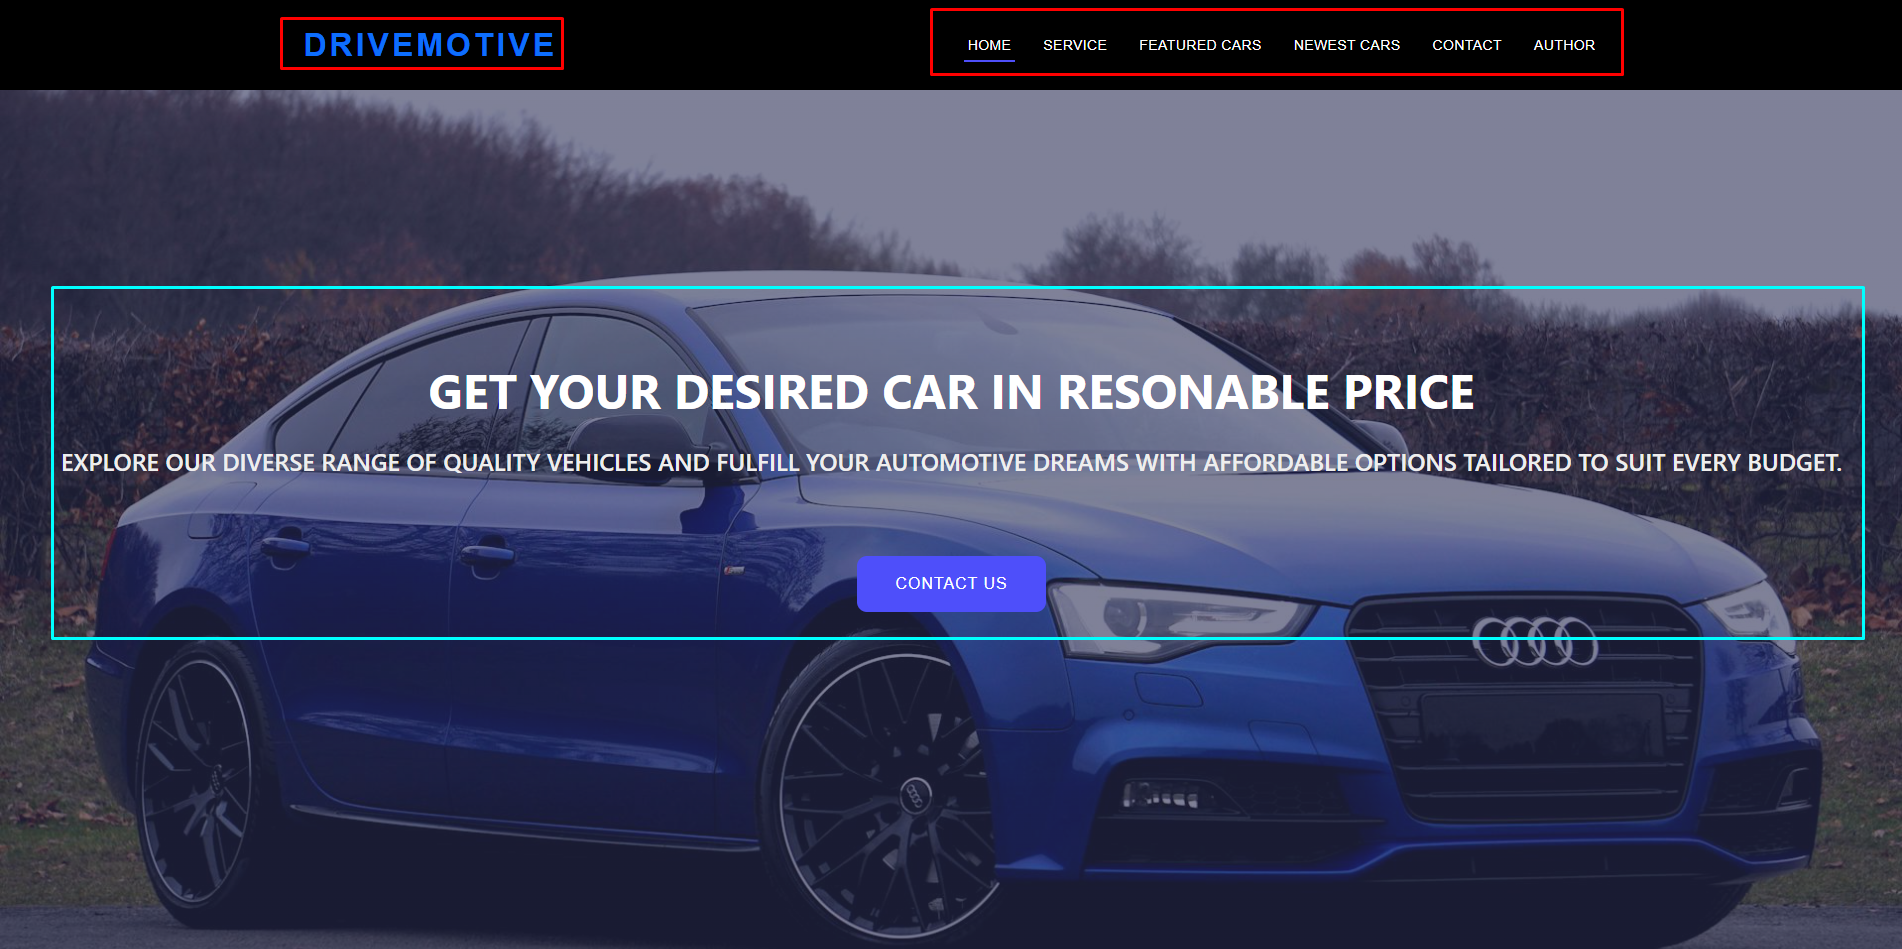 DRIVEMOTIVE
HOME SERVICE FEATURED CARS NEWEST CARS CONTACT AUTHOR
GET YOUR DESIRED CAR IN RESONABLE PRICE
EXPLORE OUR DIVERSE RANGE OF QUALITY VEHICLES AND FULFILL YOUR AUTOMOTIVE DREAMS WITH AFFORDABLE OPTIONS TAILORED TO SUIT EVERY BUDGET.
CONTACT US